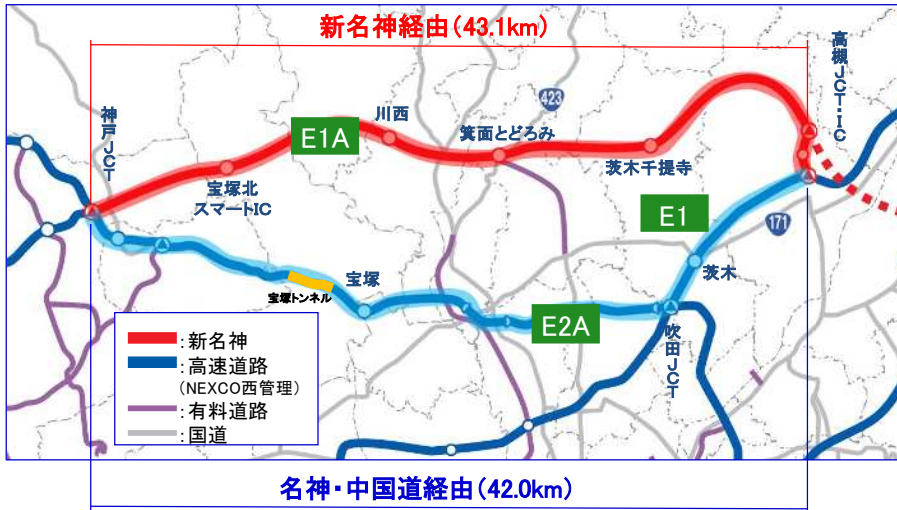 新名神経由(43.1km)
高槻JCT・IC
神戸JCT
423
川西
E1A
箕面とどろみ
茨木千提寺
宝塚北
スマートIC
E1
171
茨木
宝塚
宝塚トンネル
E2A
吹田JCT
:新名神
:高速道路
(NEXCO西管理)
:有料道路
:国道
名神・中国道経由(42.0km)